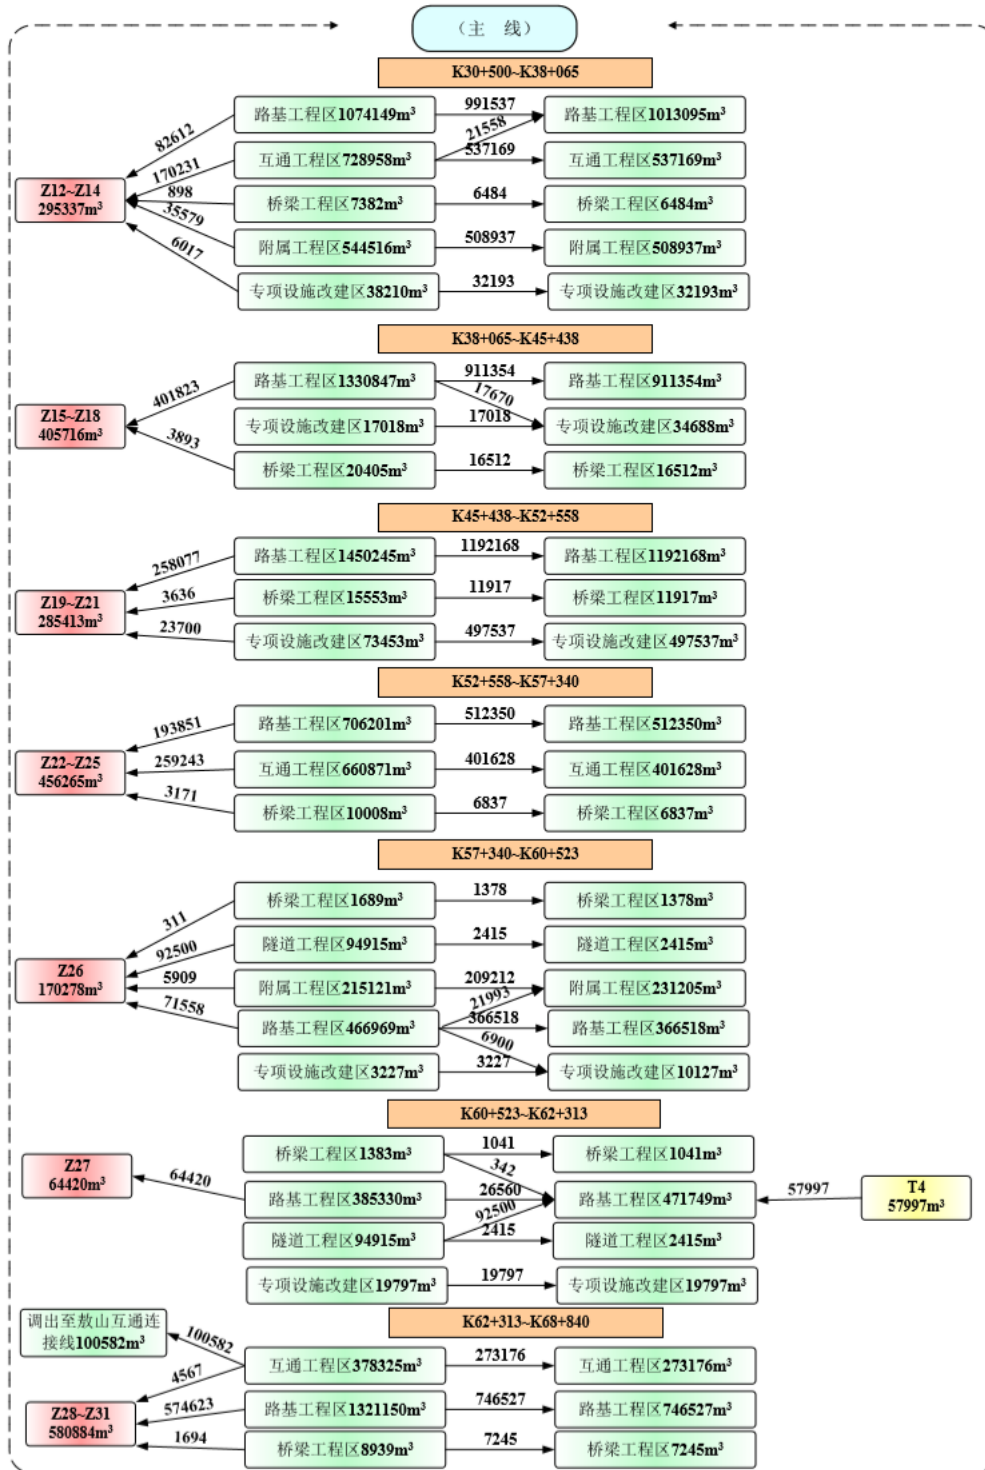 （主 线）
K30+500~K38+065
路基工程区1074149m³
991537
路基工程区1013095m³
82612
21558
互通工程区728958m³
537169
互通工程区537169m³
170231
Z12~Z14
295337m³
898
桥梁工程区7382m³
6484
桥梁工程区6484m³
35579
附属工程区544516m³
508937
附属工程区508937m³
6017
专项设施改建区38210m³
32193
专项设施改建区32193m³
K38+065~K45+438
路基工程区1330847m³
911354
路基工程区911354m³
401823
17670
Z15~Z18
405716m³
专项设施改建区17018m³
17018
专项设施改建区34688m³
3893
桥梁工程区20405m³
16512
桥梁工程区16512m³
K45+438~K52+558
路基工程区1450245m³
1192168
路基工程区1192168m³
258077
Z19~Z21
285413m³
3636
桥梁工程区15553m³
11917
桥梁工程区11917m³
23700
专项设施改建区73453m³
497537
专项设施改建区497537m³
K52+558~K57+340
193851
路基工程区706201m³
512350
路基工程区512350m³
Z22~Z25
456265m³
259243
互通工程区660871m³
401628
互通工程区401628m³
3171
桥梁工程区10008m³
6837
桥梁工程区6837m³
K57+340~K60+523
311
桥梁工程区1689m³
1378
桥梁工程区1378m³
92500
隧道工程区94915m³
2415
隧道工程区2415m³
Z26
170278m³
5909
附属工程区215121m³
209212
附属工程区231205m³
21993
71558
路基工程区466969m³
366518
路基工程区366518m³
6900
专项设施改建区3227m³
3227
专项设施改建区10127m³
K60+523~K62+313
桥梁工程区1383m³
1041
桥梁工程区1041m³
342
Z27
64420m³
64420
路基工程区385330m³
26560
路基工程区471749m³
57997
T4
57997m³
92500
隧道工程区94915m³
2415
隧道工程区2415m³
专项设施改建区19797m³
19797
专项设施改建区19797m³
K62+313~K68+840
调出至敖山互通连
接线100582m³
100582
互通工程区378325m³
273176
互通工程区273176m³
4567
Z28~Z31
580884m³
574623
路基工程区1321150m³
746527
路基工程区746527m³
1694
桥梁工程区8939m³
7245
桥梁工程区7245m³